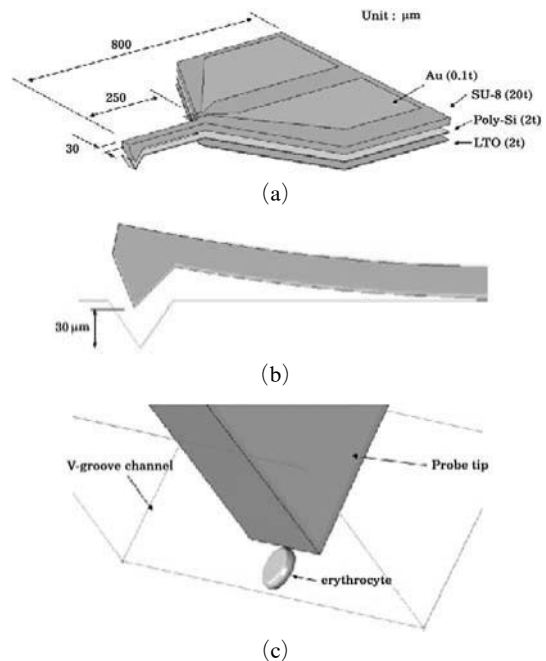 Unit : μm
800
Au (0.1t)
SU-8 (20t)
250
Poly-Si (2t)
30
LTO (2t)
(a)
30 μm
(b)
V-groove channel
Probe tip
erythrocyte
(c)